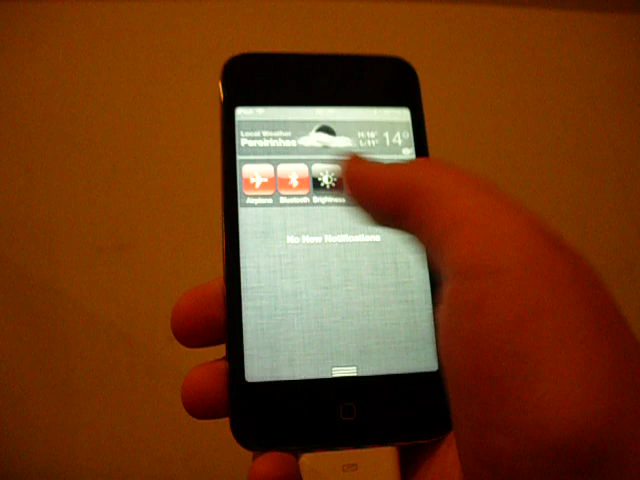 Local Weather
Pereirinhas
H:16°
L:11°
14°
Airplane
Bluetooth
Brightness
No New Notifications